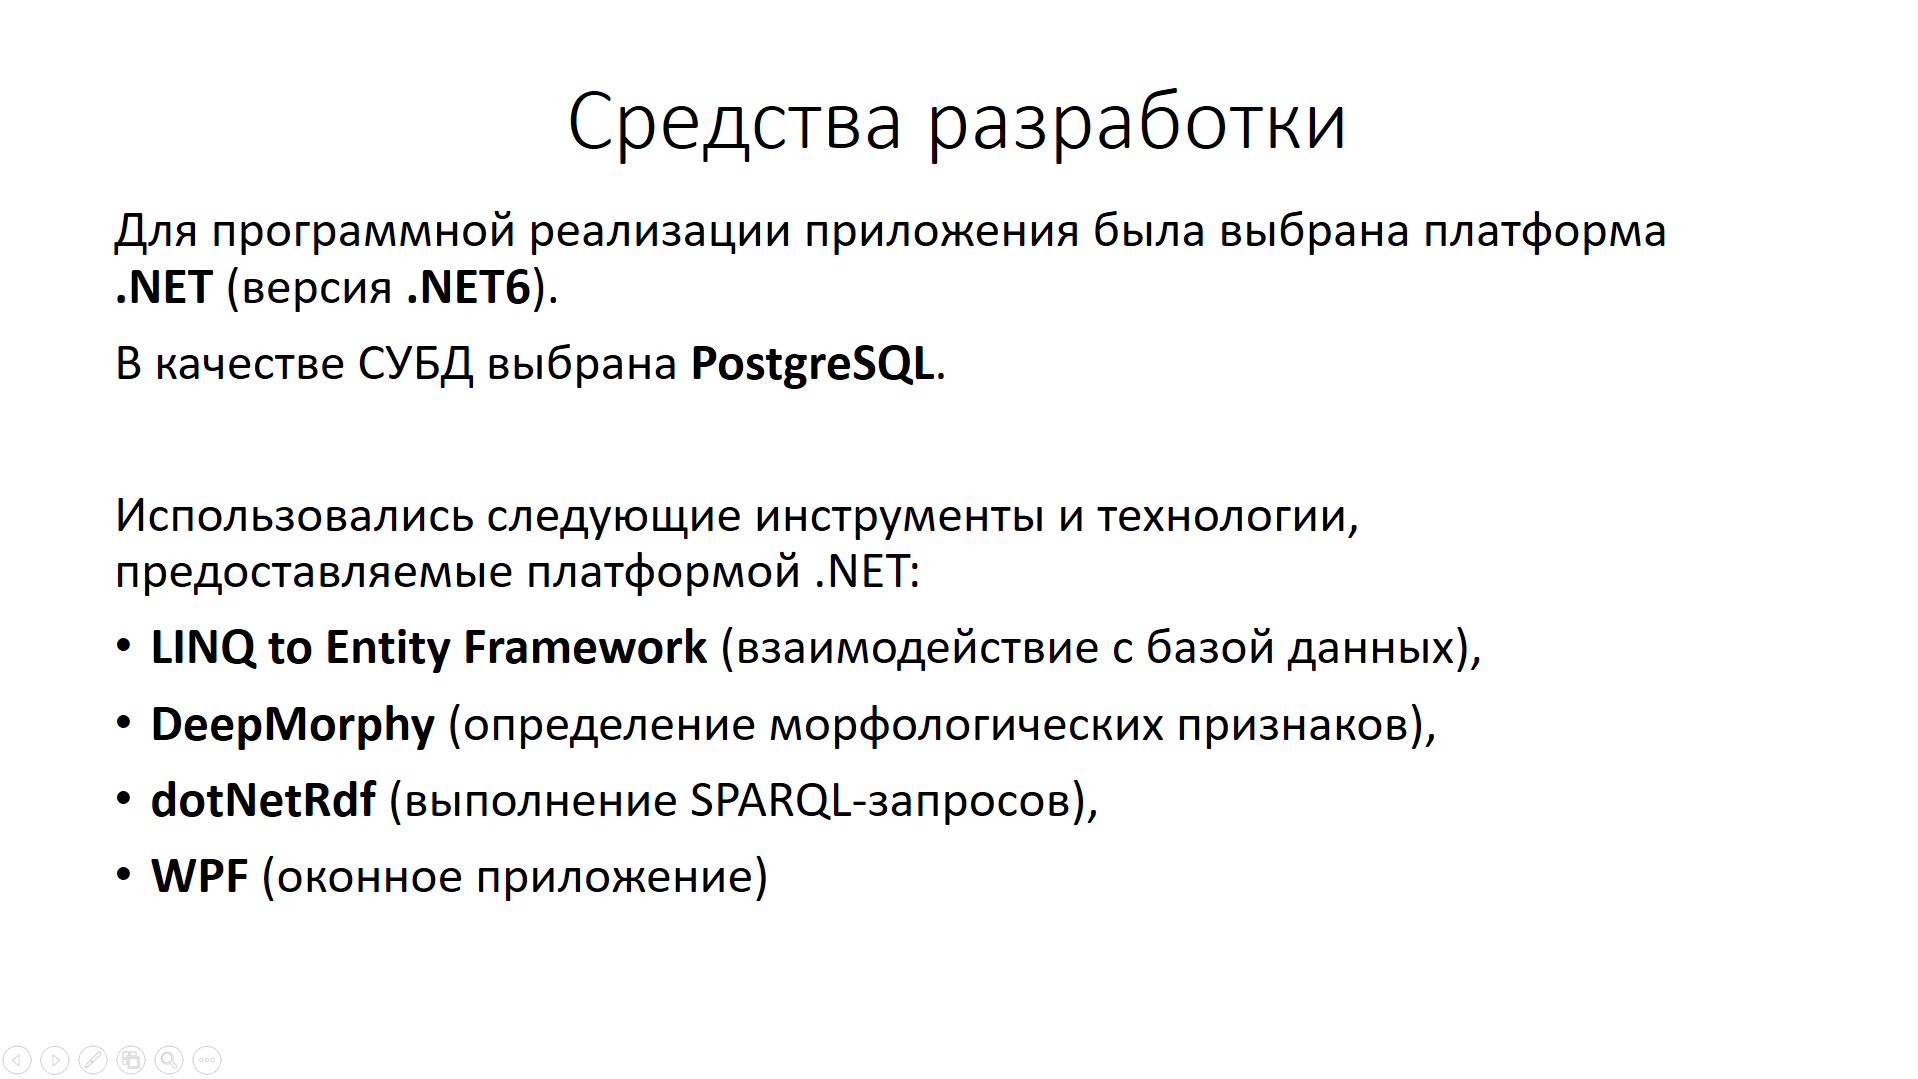 Средства разработки
Для программной реализации приложения была выбрана платформа
.NET (версия .NET6).
В качестве СУБД выбрана PostgreSQL.
Использовались следующие инструменты и технологии,
предоставляемые платформой .NET:
• LINQ to Entity Framework (взаимодействие с базой данных),
• DeepMorphy (определение морфологических признаков),
• dotNetRdf (выполнение SPARQL-запросов),
• WPF (оконное приложение)